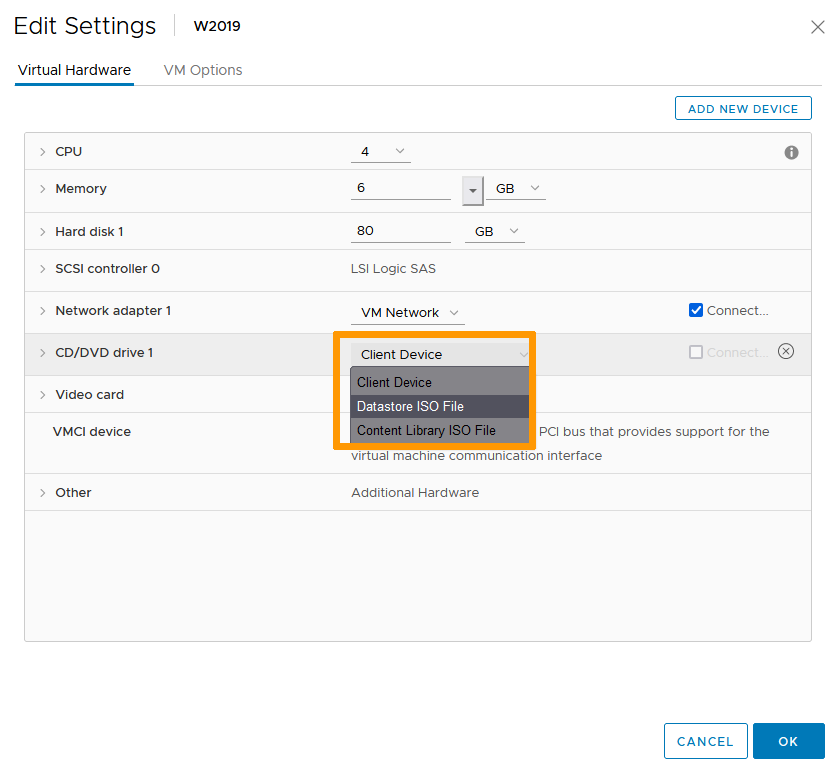 Edit Settings W2019
Virtual Hardware VM Options
ADD NEW DEVICE
CPU 4
Memory 6 GB
Hard disk 1 80 GB
SCSI controller 0 LSI Logic SAS
Network adapter 1 VM Network Connect...
CD/DVD drive 1 Client Device Connect...
Client Device
Video card
Datastore ISO File
VMCI device Content Library ISO File PCI bus that provides support for the
virtual machine communication interface
Other Additional Hardware
CANCEL OK